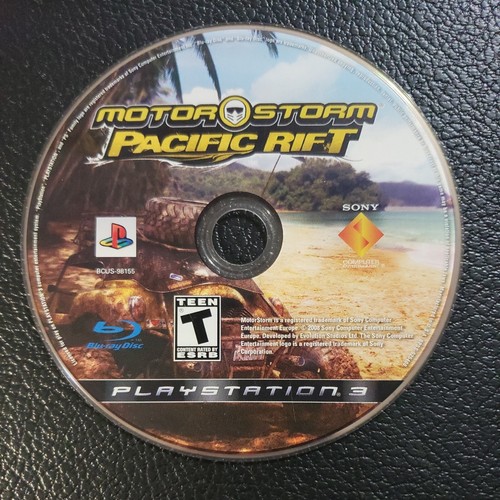 MOTORSTORM
PACIFIC RIFT
SONY
COMPUTER
BCUS-98155
TEEN
T
CONTENT RATED BY
ESRB
Blu-ray Disc
MotorStorm is a registered trademark of Sony Computer
Entertainment Europe. © 2008 Sony Computer Entertainment
Europe. Developed by Evolution Studios Ltd. The Sony Computer
Entertainment logo is a registered trademark of Sony
Corporation.
PLAYSTATION 3